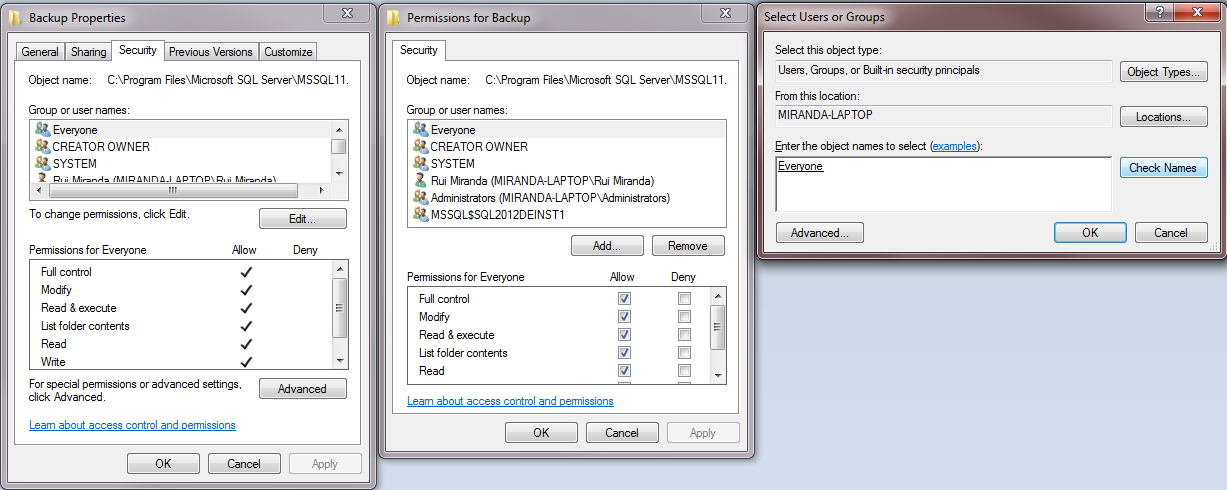 Backup Properties
General Sharing Security Previous Versions Customize
Object name: C:\Program Files\Microsoft SQL Server\MSSQL11.
Group or user names:
Everyone
CREATOR OWNER
SYSTEM
Rui Miranda (MIRANDA-LAPTOP\Rui Miranda)
To change permissions, click Edit.
Edit...
Permissions for Everyone Allow Deny
Full control
Modify
Read & execute
List folder contents
Read
Write
For special permissions or advanced settings,
click Advanced.
Advanced
Learn about access control and permissions
OK Cancel Apply
Permissions for Backup
Security
Object name: C:\Program Files\Microsoft SQL Server\MSSQL11.
Group or user names:
Everyone
CREATOR OWNER
SYSTEM
Rui Miranda (MIRANDA-LAPTOP\Rui Miranda)
Administrators (MIRANDA-LAPTOP\Administrators)
MSSQL$SQL2012DEINST1
Add... Remove
Permissions for Everyone Allow Deny
Full control
Modify
Read & execute
List folder contents
Read
Learn about access control and permissions
OK Cancel Apply
Select Users or Groups
Select this object type:
Users, Groups, or Built-in security principals
Object Types...
From this location:
MIRANDA-LAPTOP
Locations...
Enter the object names to select (examples):
Everyone
Check Names
Advanced...
OK Cancel